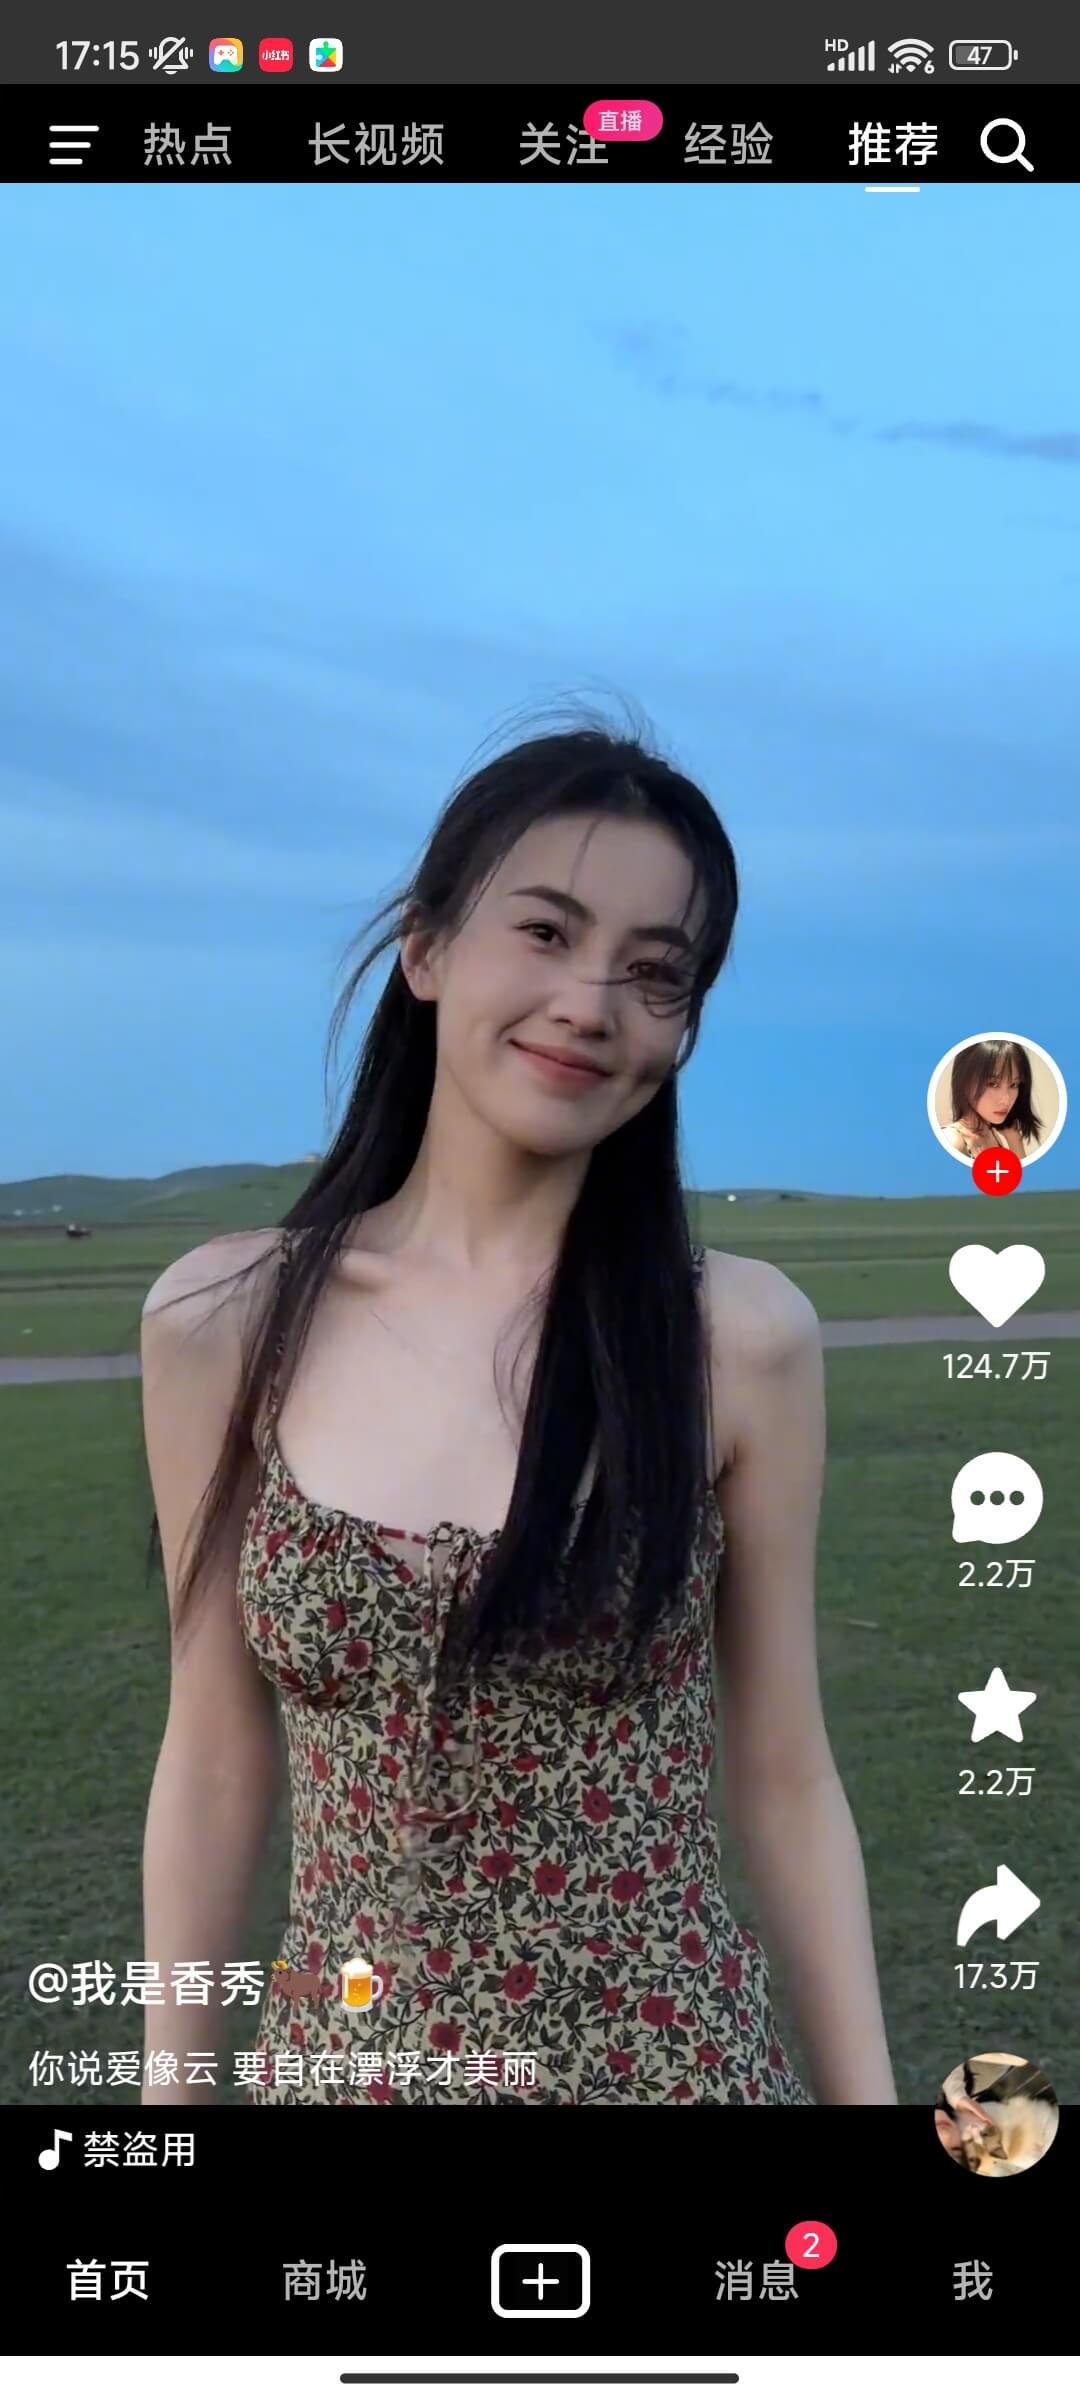 17:15 小红书 HD 6 47
热点 长视频 关注 直播 经验 推荐
124.7万
2.2万
2.2万
17.3万
@我是香秀🐂🍺
你说爱像云 要自在漂浮才美丽
禁盗用
首页 商城 消息 2 我